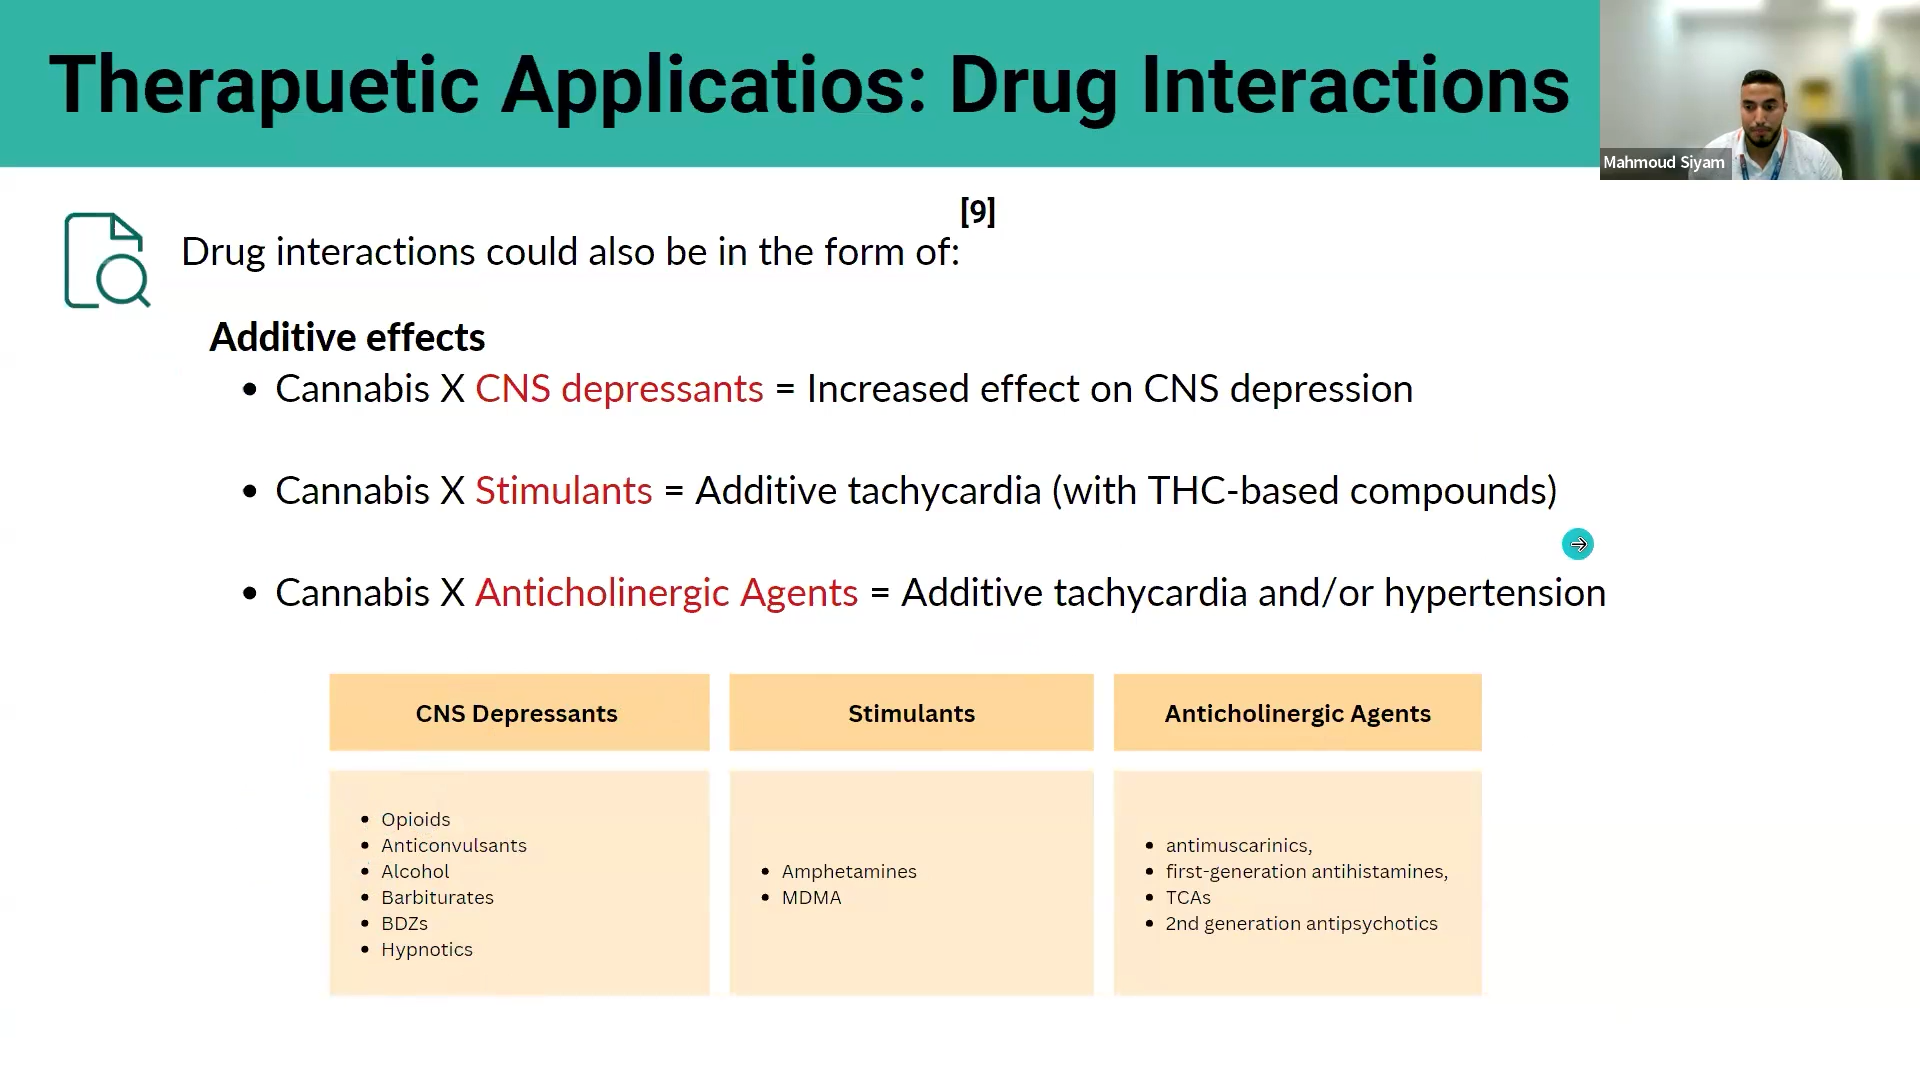 Therapuetic Applicatios: Drug Interactions
Mahmoud Siyam
[9]
Drug interactions could also be in the form of:
Additive effects
• Cannabis X CNS depressants = Increased effect on CNS depression
• Cannabis X Stimulants = Additive tachycardia (with THC-based compounds)
• Cannabis X Anticholinergic Agents = Additive tachycardia and/or hypertension
CNS Depressants
• Opioids
• Anticonvulsants
• Alcohol
• Barbiturates
• BDZs
• Hypnotics
Stimulants
• Amphetamines
• MDMA
Anticholinergic Agents
• antimuscarinics,
• first-generation antihistamines,
• TCAs
• 2nd generation antipsychotics